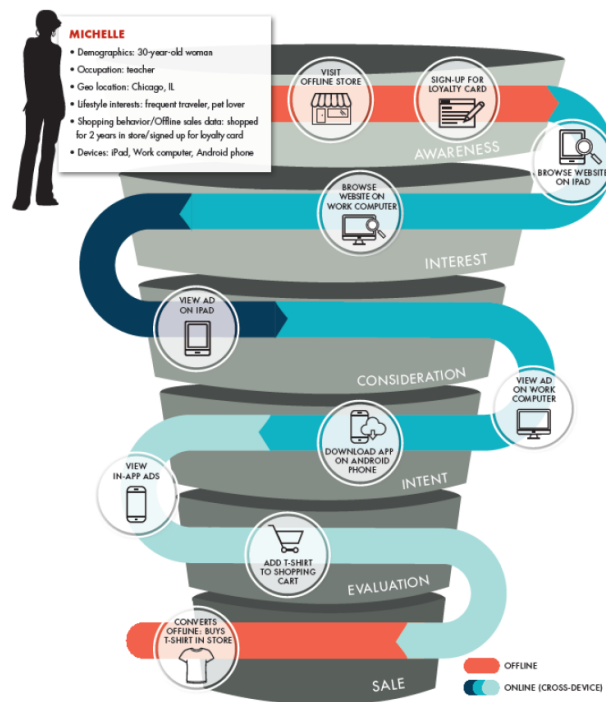 MICHELLE
• Demographics: 30-year-old woman
• Occupation: teacher
• Geo location: Chicago, IL
• Lifestyle interests: frequent traveler, pet lover
• Shopping behavior/Offline sales data: shopped
for 2 years in store/signed up for loyalty card
• Devices: iPad, Work computer, Android phone
VISIT
OFFLINE STORE
SIGN-UP FOR
LOYALTY CARD
AWARENESS
BROWSE WEBSITE
ON IPAD
BROWSE
WEBSITE ON
WORK COMPUTER
INTEREST
VIEW AD
ON IPAD
CONSIDERATION
VIEW AD
ON WORK
COMPUTER
DOWNLOAD APP
ON ANDROID
PHONE
INTENT
VIEW
IN-APP ADS
ADD T-SHIRT
TO SHOPPING
CART
EVALUATION
CONVERTS
OFFLINE: BUYS
T-SHIRT IN STORE
SALE
OFFLINE
ONLINE (CROSS-DEVICE)